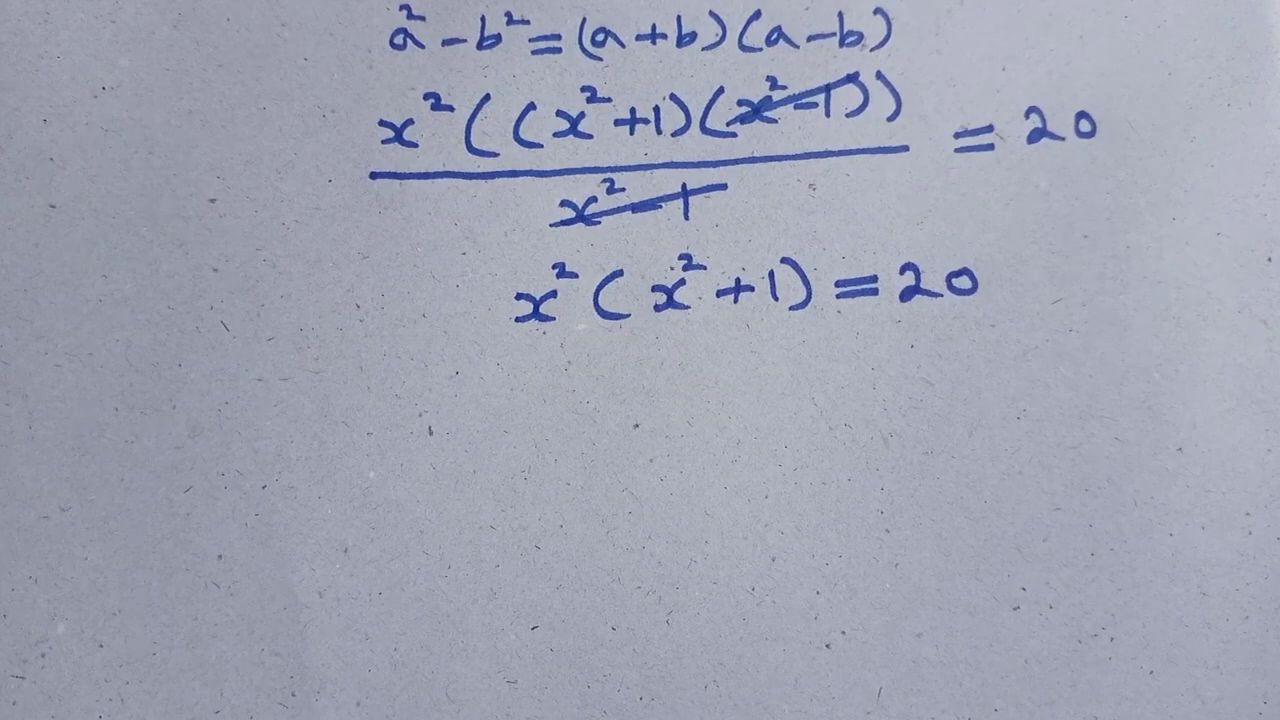 a² - b² = (a + b) (a - b)
x² ((x² + 1) (x² - 1)) / x² - 1 = 20
x² (x² + 1) = 20